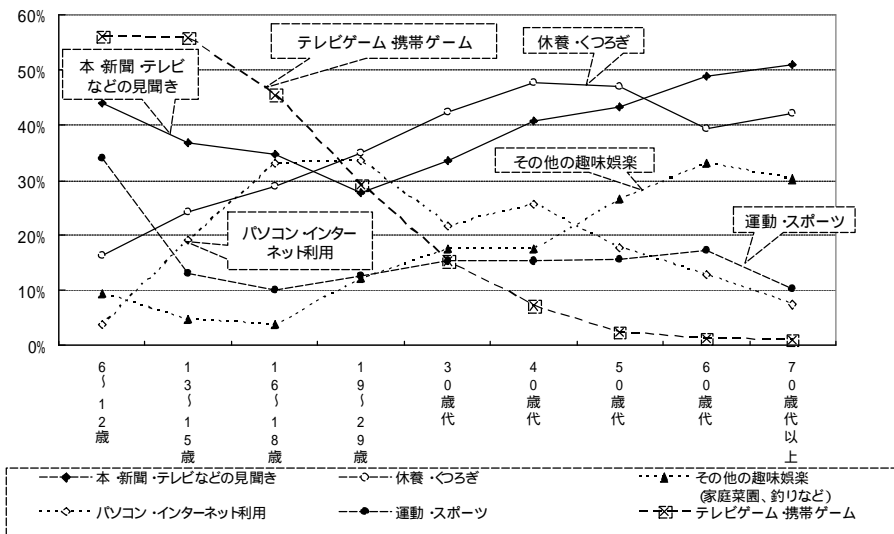 60%
50%
40%
30%
20%
10%
0%
本・新聞・テレビ
などの見聞き
テレビゲーム・携帯ゲーム
休養・くつろぎ
その他の趣味娯楽
パソコン・インター
ネット利用
運動・スポーツ
6~12歳
13~15歳
16~18歳
19~29歳
30歳代
40歳代
50歳代
60歳代
70歳代以上
本・新聞・テレビなどの見聞き
休養・くつろぎ
その他の趣味娯楽
(家庭菜園、釣りなど)
パソコン・インターネット利用
運動・スポーツ
テレビゲーム・携帯ゲーム